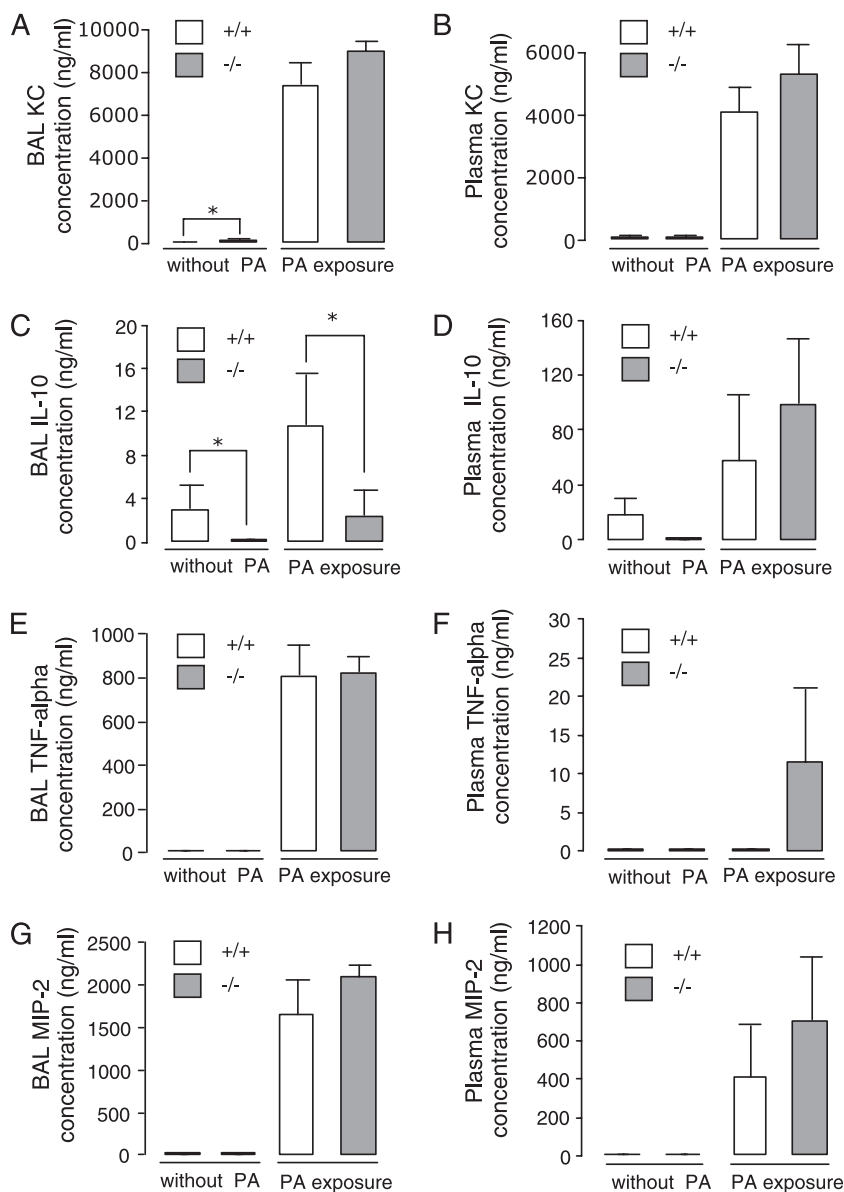 A
BAL KC
concentration (ng/ml)
10000
8000
6000
4000
2000
0
+/+
-/-
*
without PA
PA exposure
B
Plasma KC
concentration (ng/ml)
6000
4000
2000
0
+/+
-/-
without PA
PA exposure
C
BAL IL-10
concentration (ng/ml)
20
16
12
8
4
0
+/+
-/-
*
*
without PA
PA exposure
D
Plasma IL-10
concentration (ng/ml)
160
120
80
40
0
+/+
-/-
without PA
PA exposure
E
BAL TNF-alpha
concentration (ng/ml)
1000
800
600
400
200
0
+/+
-/-
without PA
PA exposure
F
Plasma TNF-alpha
concentration (ng/ml)
30
25
20
15
10
5
0
+/+
-/-
without PA
PA exposure
G
BAL MIP-2
concentration (ng/ml)
2500
2000
1500
1000
500
0
+/+
-/-
without PA
PA exposure
H
Plasma MIP-2
concentration (ng/ml)
1200
1000
800
600
400
200
0
+/+
-/-
without PA
PA exposure